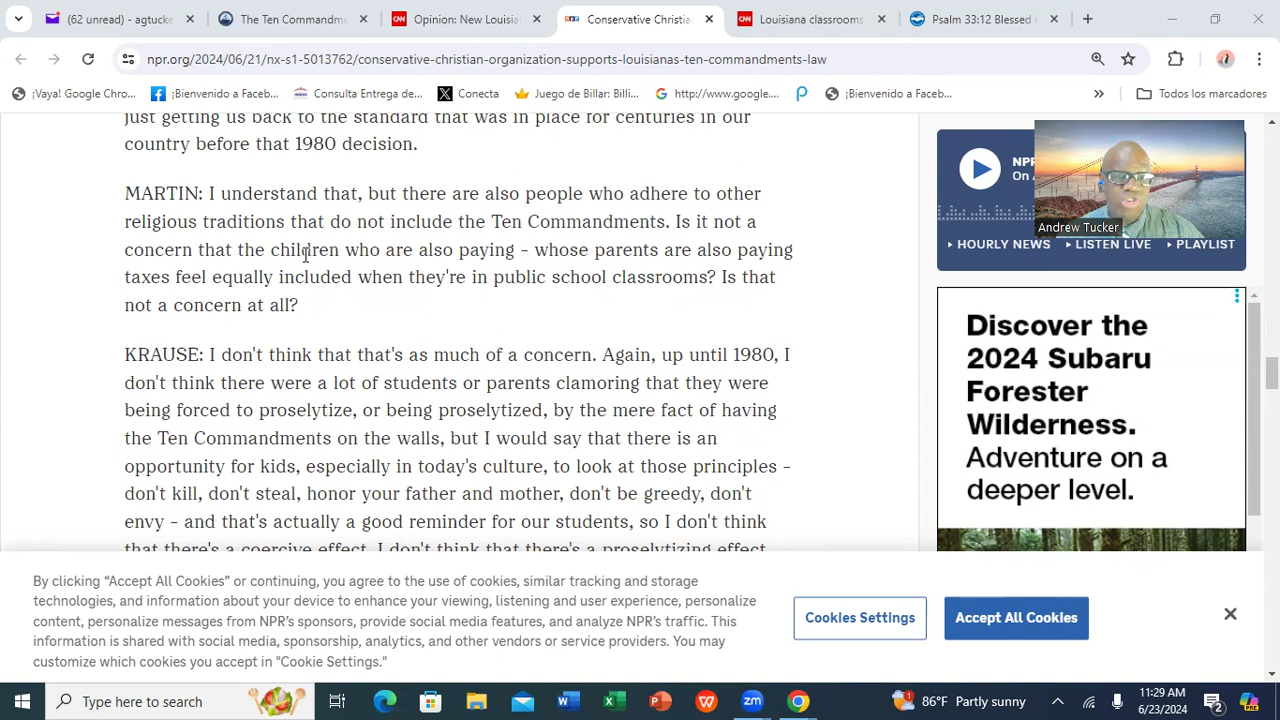 (62 unread) - agtucke
The Ten Commandme
Opinion: New Louisia
Conservative Christia
Louisiana classrooms
Psalm 33:12 Blessed i
npr.org/2024/06/21/nx-s1-5013762/conservative-christian-organization-supports-louisianas-ten-commandments-law
¡Vaya! Google Chro...
¡Bienvenido a Faceb...
Consulta Entrega de...
Conecta
Juego de Billar: Billi...
http://www.google....
¡Bienvenido a Faceb...
Todos los marcadores
just getting us back to the standard that was in place for centuries in our
country before that 1980 decision.
MARTIN: I understand that, but there are also people who adhere to other
religious traditions that do not include the Ten Commandments. Is it not a
concern that the children who are also paying - whose parents are also paying
taxes feel equally included when they're in public school classrooms? Is that
not a concern at all?
KRAUSE: I don't think that that's as much of a concern. Again, up until 1980, I
don't think there were a lot of students or parents clamoring that they were
being forced to proselytize, or being proselytized, by the mere fact of having
the Ten Commandments on the walls, but I would say that there is an
opportunity for kids, especially in today's culture, to look at those principles -
don't kill, don't steal, honor your father and mother, don't be greedy, don't
envy - and that's actually a good reminder for our students, so I don't think
that there's a coercive effect. I don't think that there's a proselytizing effect
NPR
On A
Andrew Tucker
HOURLY NEWS
LISTEN LIVE
PLAYLIST
Discover the
2024 Subaru
Forester
Wilderness.
Adventure on a
deeper level.
By clicking “Accept All Cookies” or continuing, you agree to the use of cookies, similar tracking and storage
technologies, and information about your device to enhance your viewing, listening and user experience, personalize
content, personalize messages from NPR's sponsors, provide social media features, and analyze NPR's traffic. This
information is shared with social media, sponsorship, analytics, and other vendors or service providers. You may
customize which cookies you accept in "Cookie Settings."
Cookies Settings
Accept All Cookies
Type here to search
86°F Partly sunny
11:29 AM
6/23/2024